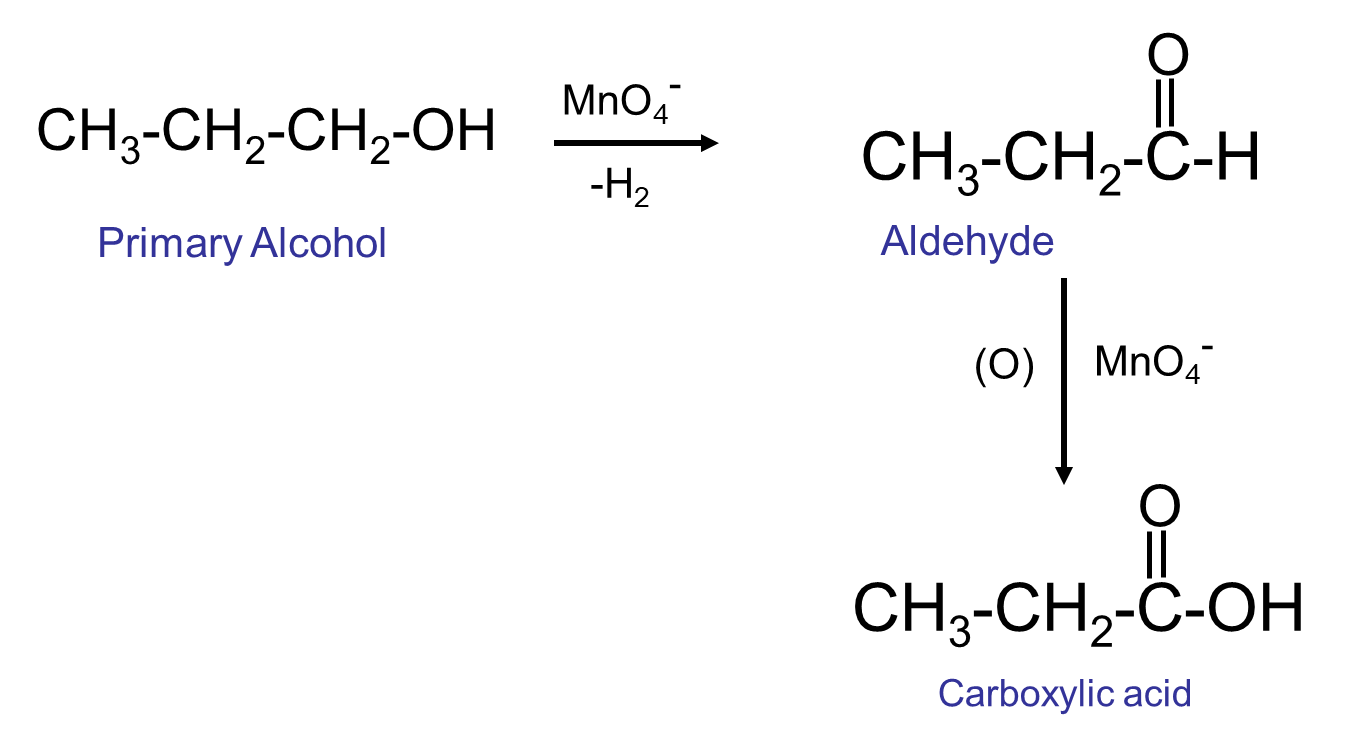 O
CH₃-CH₂-CH₂-OH
MnO₄⁻
-H₂
CH₃-CH₂-C-H
Primary Alcohol
Aldehyde
(O)
MnO₄⁻
O
CH₃-CH₂-C-OH
Carboxylic acid